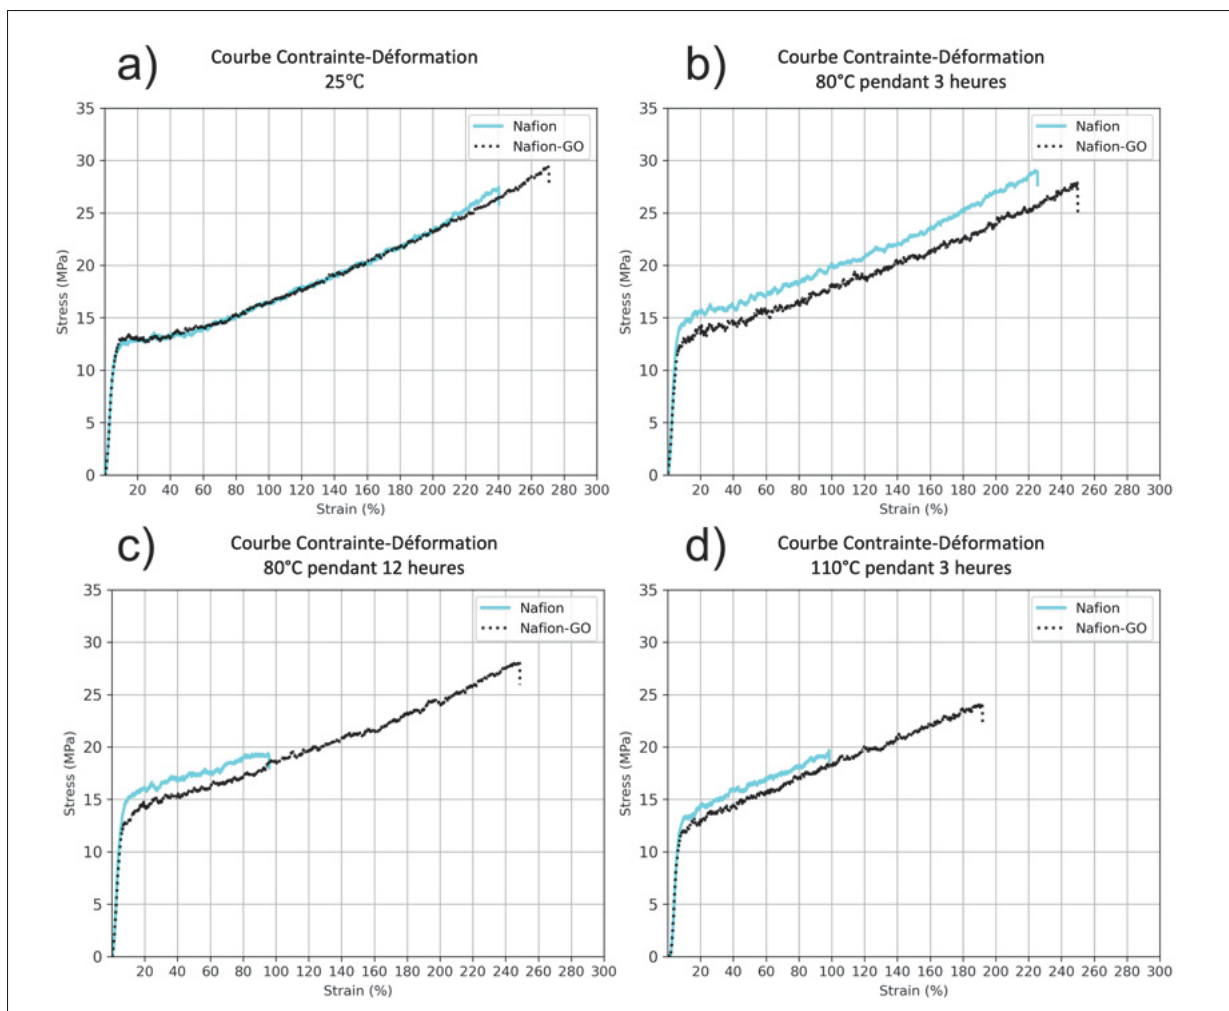 a)
Courbe Contrainte-Déformation
25°C
35
30
25
20
15
10
5
0
Stress (MPa)
Nafion
Nafion-GO
20 40 60 80 100 120 140 160 180 200 220 240 260 280 300
Strain (%)
b)
Courbe Contrainte-Déformation
80°C pendant 3 heures
35
30
25
20
15
10
5
0
Stress (MPa)
Nafion
Nafion-GO
20 40 60 80 100 120 140 160 180 200 220 240 260 280 300
Strain (%)
c)
Courbe Contrainte-Déformation
80°C pendant 12 heures
35
30
25
20
15
10
5
0
Stress (MPa)
Nafion
Nafion-GO
20 40 60 80 100 120 140 160 180 200 220 240 260 280 300
Strain (%)
d)
Courbe Contrainte-Déformation
110°C pendant 3 heures
35
30
25
20
15
10
5
0
Stress (MPa)
Nafion
Nafion-GO
20 40 60 80 100 120 140 160 180 200 220 240 260 280 300
Strain (%)